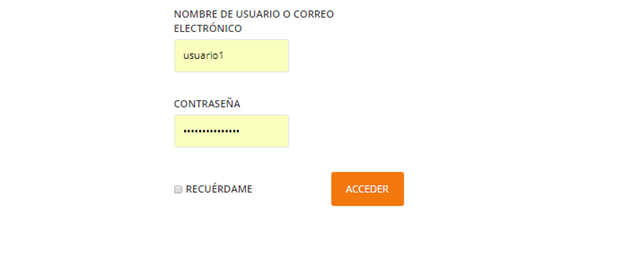 NOMBRE DE USUARIO O CORREO
ELECTRÓNICO
usuario1
CONTRASEÑA
•••••••••••••••
RECUÉRDAME ACCEDER